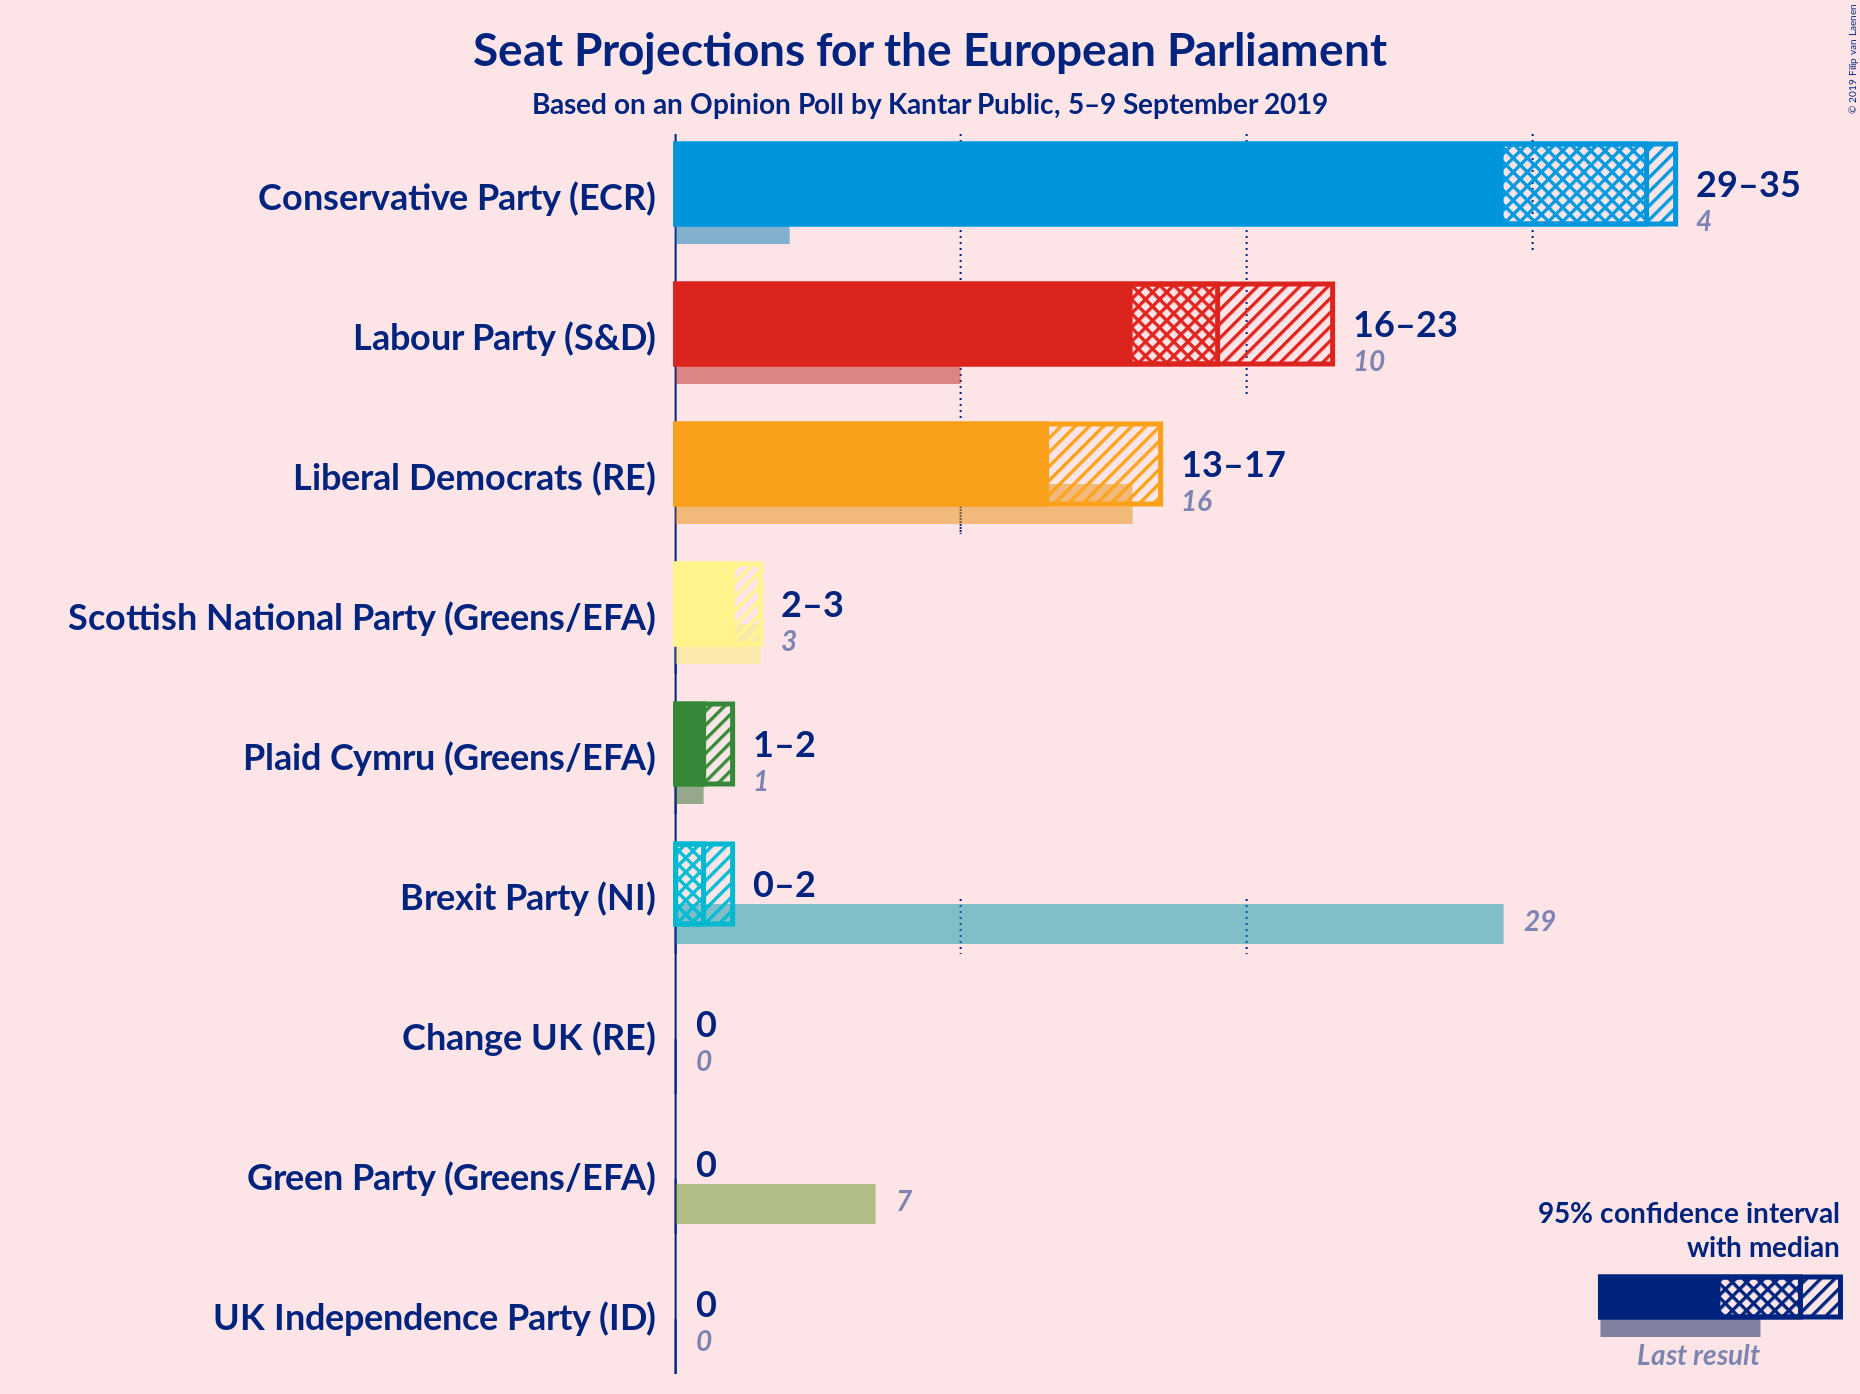 Seat Projections for the European Parliament
Based on an Opinion Poll by Kantar Public, 5–9 September 2019
© 2019 Filip van Laenen
Conservative Party (ECR)
29–35
4
Labour Party (S&D)
16–23
10
Liberal Democrats (RE)
13–17
16
Scottish National Party (Greens/EFA)
2–3
3
Plaid Cymru (Greens/EFA)
1–2
1
Brexit Party (NI)
0–2
29
Change UK (RE)
0
0
Green Party (Greens/EFA)
0
7
UK Independence Party (ID)
0
0
95% confidence interval
with median
Last result